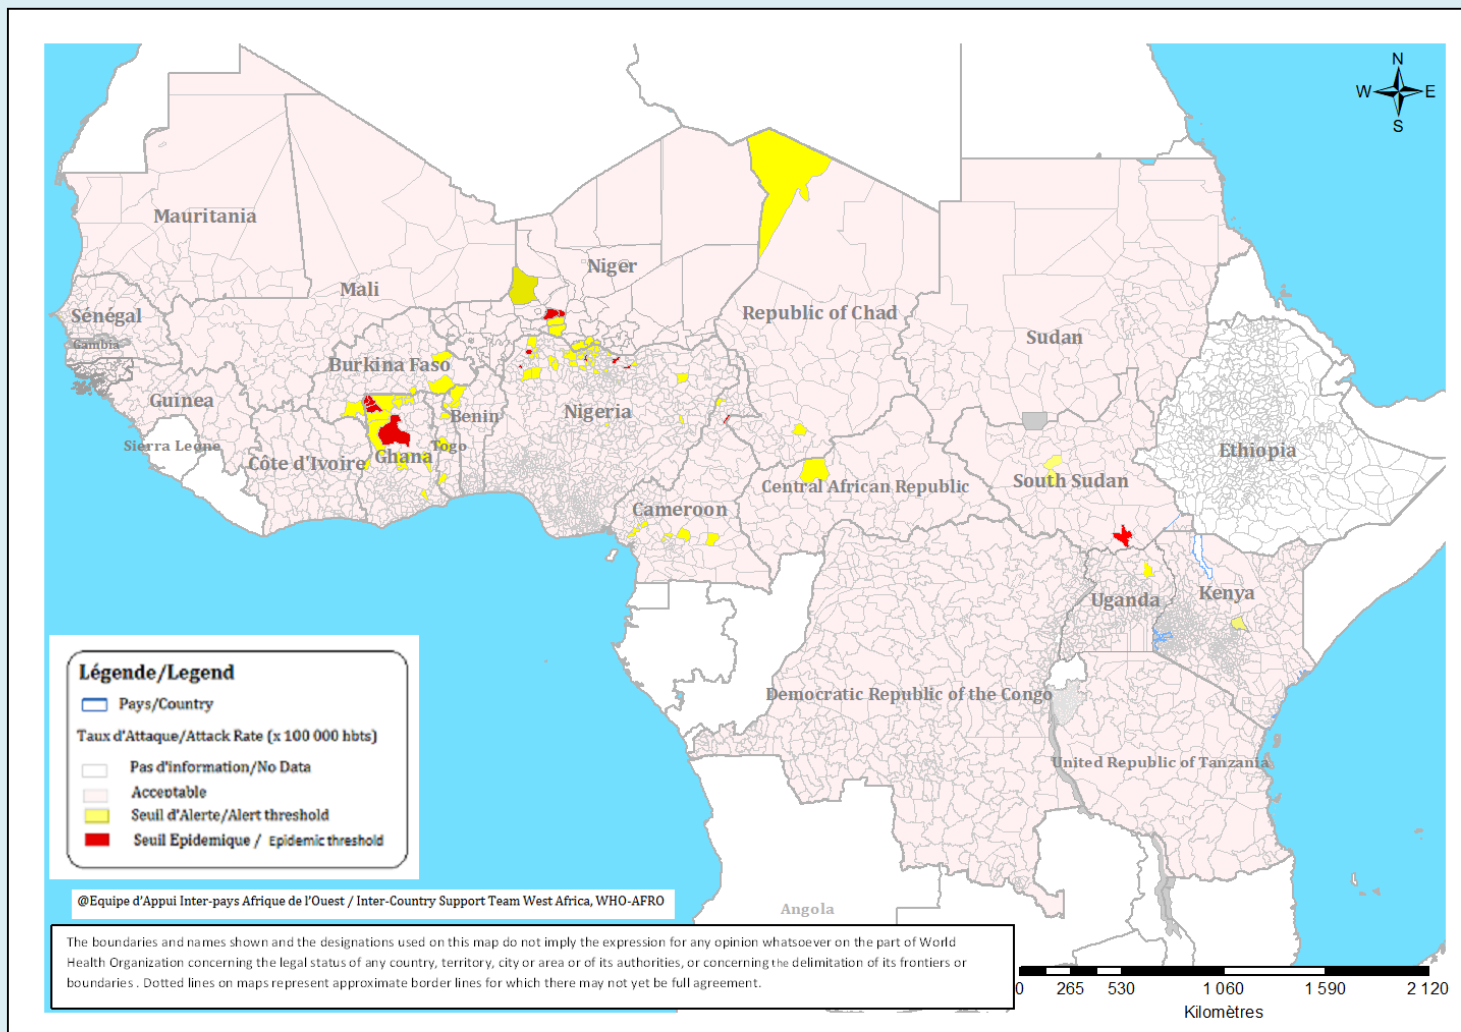 N
W E
S
Mauritania
Mali
Niger
Sénégal
Gambia
Republic of Chad
Sudan
Burkina Faso
Guinea
Benin
Nigeria
Sierra Leone
Togo
Côte d'Ivoire
Ghana
Ethiopia
South Sudan
Central African Republic
Cameroon
Uganda
Kenya
Democratic Republic of the Congo
United Republic of Tanzania
Angola
Légende/Legend
Pays/Country
Taux d'Attaque/Attack Rate (x 100 000 hbts)
Pas d'information/No Data
Acceptable
Seuil d'Alerte/Alert threshold
Seuil Epidemique / Epidemic threshold
@Equipe d'Appui Inter-pays Afrique de l'Ouest / Inter-Country Support Team West Africa, WHO-AFRO
The boundaries and names shown and the designations used on this map do not imply the expression for any opinion whatsoever on the part of World
Health Organization concerning the legal status of any country, territory, city or area or of its authorities, or concerning the delimitation of its frontiers or
boundaries . Dotted lines on maps represent approximate border lines for which there may not yet be full agreement.
0 265 530 1 060 1 590 2 120
Kilomètres